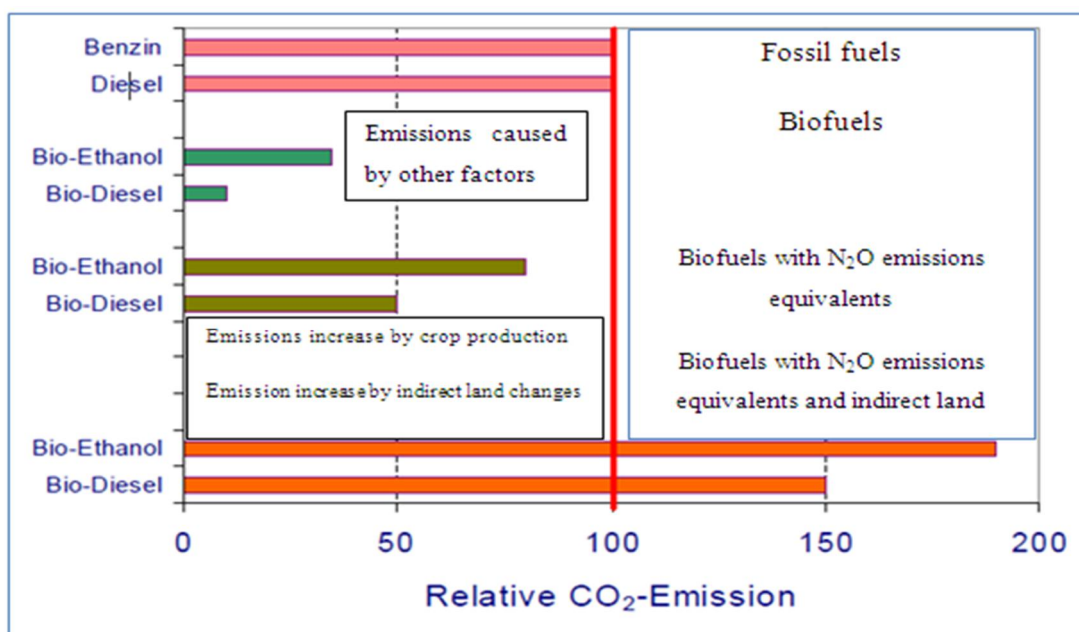 Benzin
Diesel
Bio-Ethanol
Bio-Diesel
Bio-Ethanol
Bio-Diesel
Bio-Ethanol
Bio-Diesel
Emissions caused
by other factors
Emissions increase by crop production
Emission increase by indirect land changes
Fossil fuels
Biofuels
Biofuels with N₂O emissions
equivalents
Biofuels with N₂O emissions
equivalents and indirect land
0 50 100 150 200
Relative CO₂-Emission